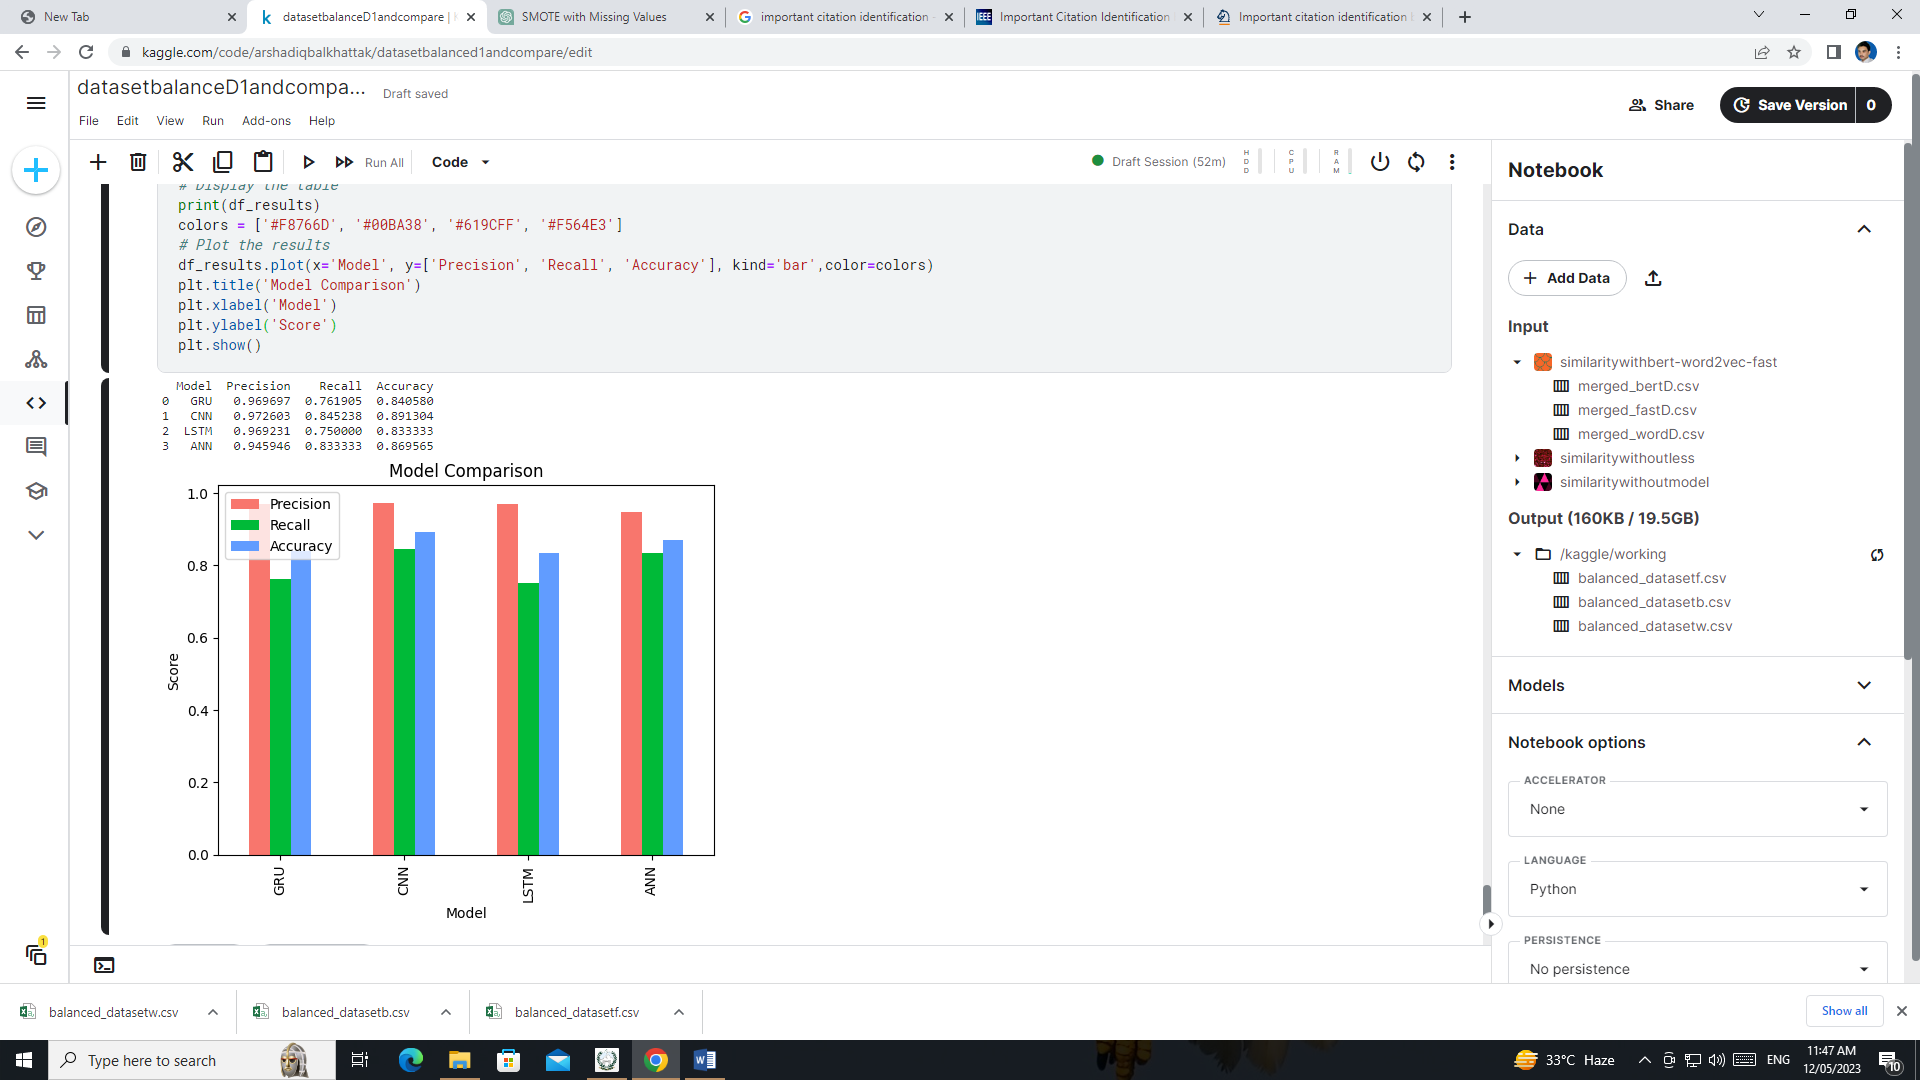 New Tab
datasetbalanceD1andcompare |
SMOTE with Missing Values
important citation identification
Important Citation Identification
Important citation identification
kaggle.com/code/arshadiqbalkhattak/datasetbalanced1andcompare/edit
datasetbalanceD1andcompa...
Draft saved
File Edit View Run Add-ons Help
Share
Save Version 0
Run All
Code
Draft Session (52m)
HDD
CPU
RAM
# Display the table
print(df_results)
colors = ['#F8766D', '#00BA38', '#619CFF', '#F564E3']
# Plot the results
df_results.plot(x='Model', y=['Precision', 'Recall', 'Accuracy'], kind='bar',color=colors)
plt.title('Model Comparison')
plt.xlabel('Model')
plt.ylabel('Score')
plt.show()
Model Precision Recall Accuracy
0 GRU 0.969697 0.761905 0.840580
1 CNN 0.972603 0.845238 0.891304
2 LSTM 0.969231 0.750000 0.833333
3 ANN 0.945946 0.833333 0.869565
Model Comparison
Precision
Recall
Accuracy
1.0
0.8
0.6
0.4
0.2
0.0
Score
GRU CNN LSTM ANN
Model
Notebook
Data
Add Data
Input
similaritywithbert-word2vec-fast
merged_bertD.csv
merged_fastD.csv
merged_wordD.csv
similaritywithoutless
similaritywithoutmodel
Output (160KB / 19.5GB)
/kaggle/working
balanced_datasetf.csv
balanced_datasetb.csv
balanced_datasetw.csv
Models
Notebook options
ACCELERATOR
None
LANGUAGE
Python
PERSISTENCE
No persistence
1
balanced_datasetw.csv
balanced_datasetb.csv
balanced_datasetf.csv
Show all
Type here to search
33°C Haze
ENG
11:47 AM
12/05/2023
10